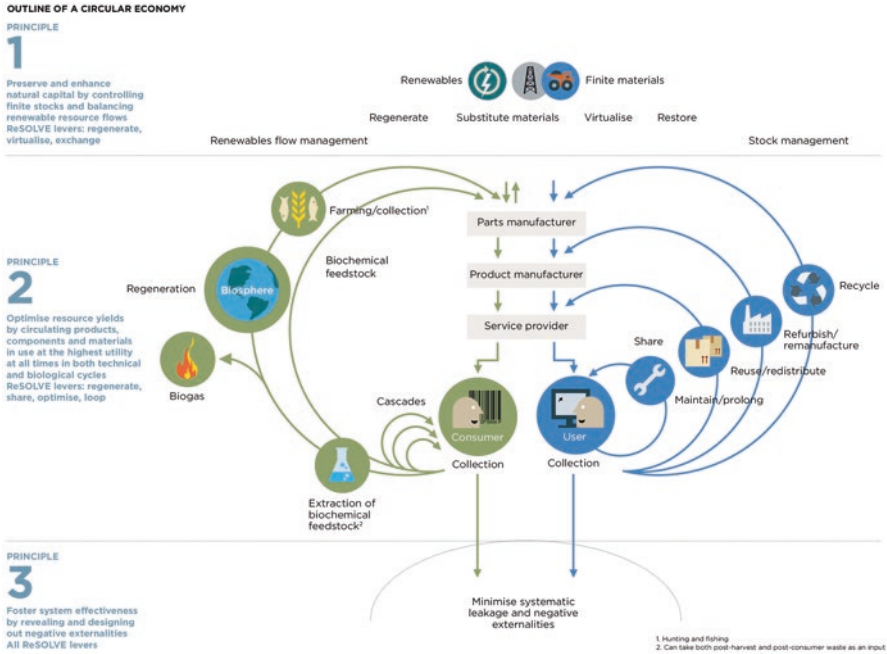 OUTLINE OF A CIRCULAR ECONOMY
PRINCIPLE
1
Preserve and enhance
natural capital by controlling
finite stocks and balancing
renewable resource flows
ReSOLVE levers: regenerate,
virtualise, exchange
Renewables
Finite materials
Regenerate
Substitute materials
Virtualise
Restore
Renewables flow management
Stock management
PRINCIPLE
2
Optimise resource yields
by circulating products,
components and materials
in use at the highest utility
at all times in both technical
and biological cycles
ReSOLVE levers: regenerate,
share, optimise, loop
Farming/collection¹
Biochemical
feedstock
Regeneration
Biosphere
Biogas
Cascades
Extraction of
biochemical
feedstock²
Parts manufacturer
Product manufacturer
Service provider
Consumer
Collection
User
Collection
Share
Maintain/prolong
Reuse/redistribute
Refurbish/
remanufacture
Recycle
PRINCIPLE
3
Foster system effectiveness
by revealing and designing
out negative externalities
All ReSOLVE levers
Minimise systematic
leakage and negative
externalities
1. Hunting and fishing
2. Can take both post-harvest and post-consumer waste as an input